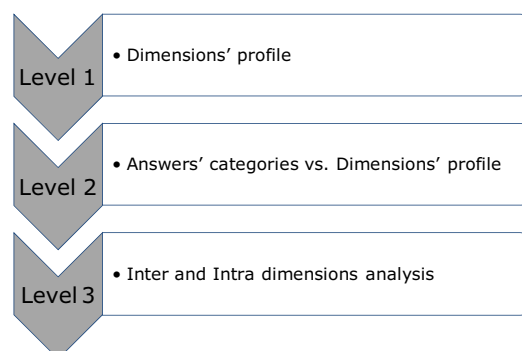 Level 1
• Dimensions’ profile
Level 2
• Answers’ categories vs. Dimensions’ profile
Level 3
• Inter and Intra dimensions analysis